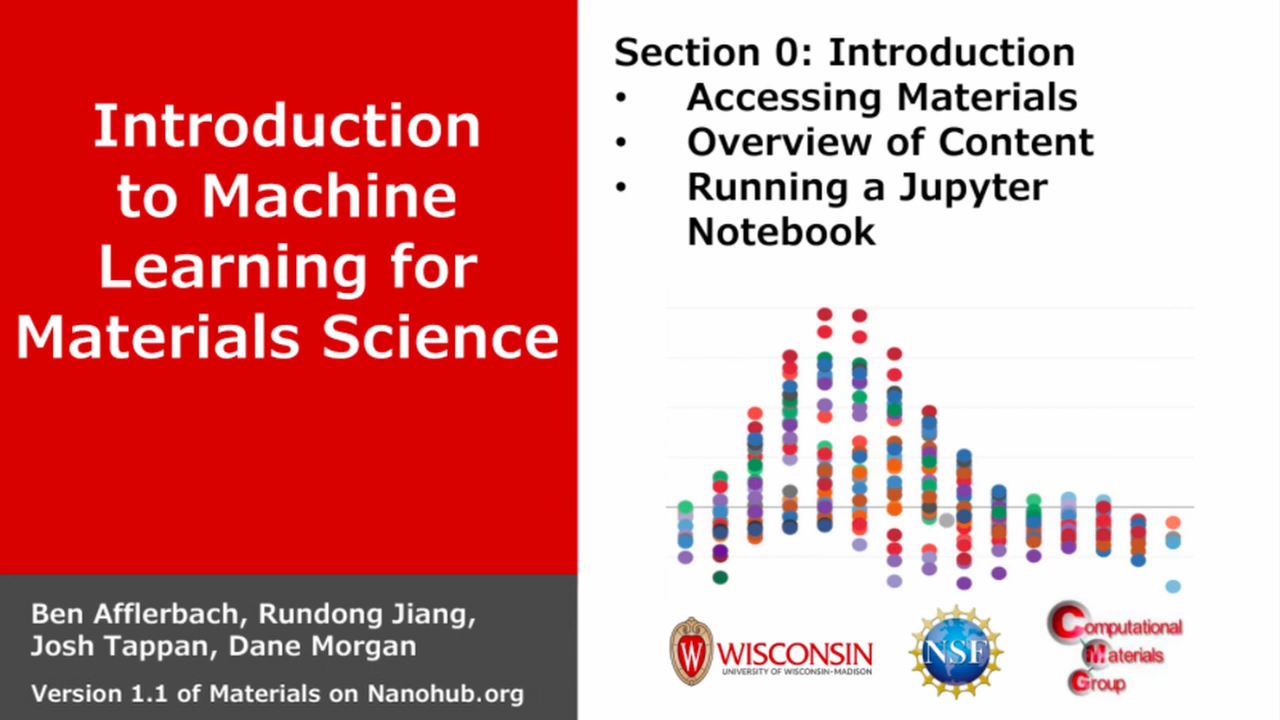 Introduction
to Machine
Learning for
Materials Science
Ben Afflerbach, Rundong Jiang,
Josh Tappan, Dane Morgan
Version 1.1 of Materials on Nanohub.org
Section 0: Introduction
• Accessing Materials
• Overview of Content
• Running a Jupyter
Notebook
W WISCONSIN
UNIVERSITY OF WISCONSIN-MADISON
NSF
Computational
Materials
Group